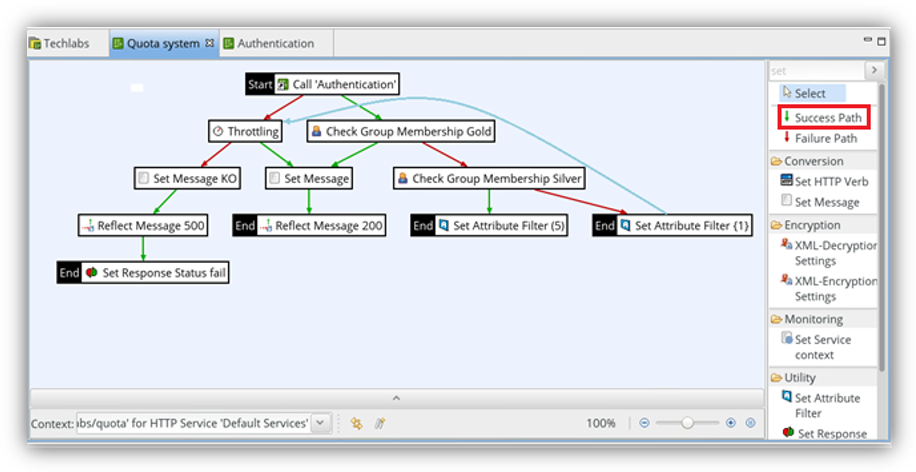 Techlabs
Quota system
Authentication
set
Start Call 'Authentication'
Select
Throttling
Check Group Membership Gold
Success Path
Failure Path
Conversion
Set Message KO
Set Message
Check Group Membership Silver
Set HTTP Verb
Set Message
Reflect Message 500
End Reflect Message 200
End Set Attribute Filter (5)
End Set Attribute Filter {1}
Encryption
XML-Decryption
Settings
XML-Encryption
Settings
End Set Response Status fail
Monitoring
Set Service
context
Utility
Set Attribute
Filter
Set Response
Context: abs/quota' for HTTP Service 'Default Services'
100%